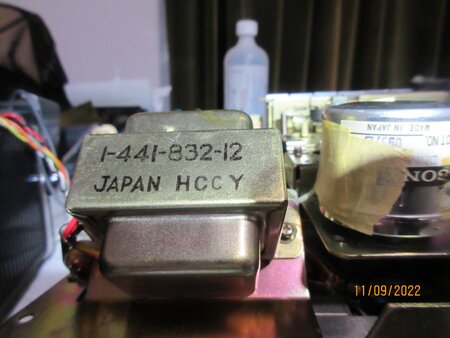 1-441-832-12
JAPAN HCCY
MADE IN JAPAN
11/09/2022